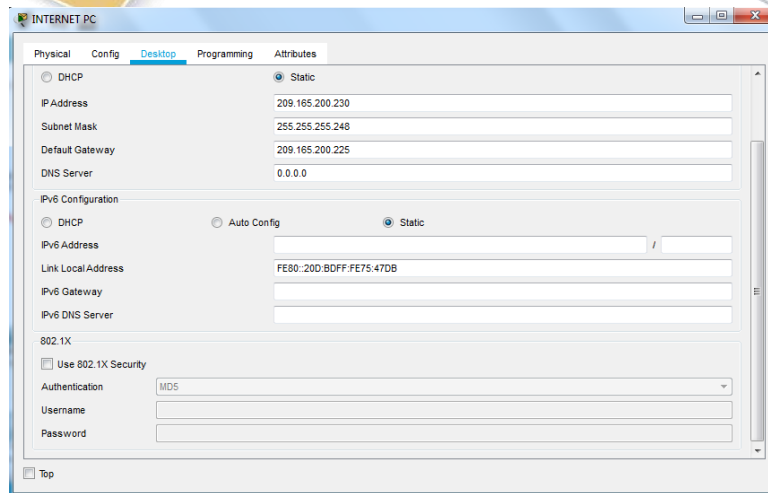 INTERNET PC
Physical Config Desktop Programming Attributes
DHCP Static
IP Address 209.165.200.230
Subnet Mask 255.255.255.248
Default Gateway 209.165.200.225
DNS Server 0.0.0.0
IPv6 Configuration
DHCP Auto Config Static
IPv6 Address /
Link Local Address FE80::20D:BDFF:FE75:47DB
IPv6 Gateway
IPv6 DNS Server
802.1X
Use 802.1X Security
Authentication MD5
Username
Password
Top